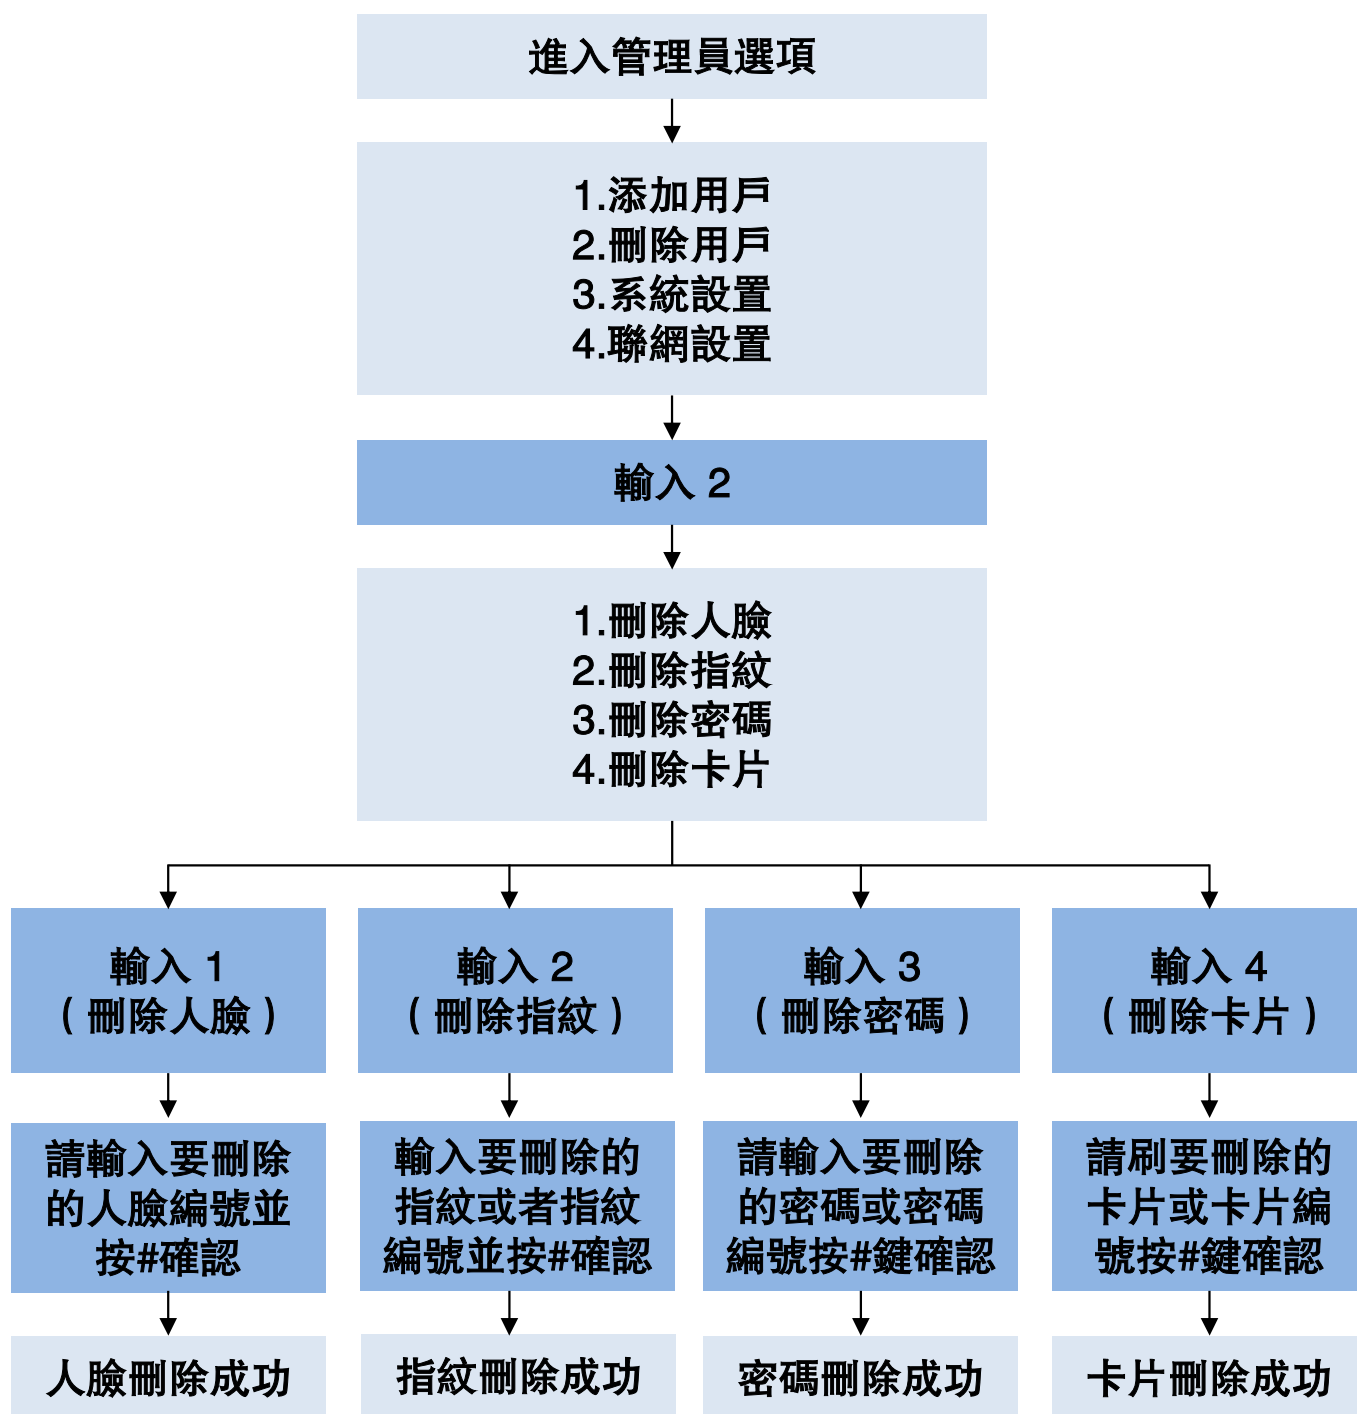 進入管理員選項
1.添加用戶
2.刪除用戶
3.系統設置
4.聯網設置
輸入 2
1.刪除人臉
2.刪除指紋
3.刪除密碼
4.刪除卡片
輸入 1
（刪除人臉）
請輸入要刪除
的人臉編號並
按#確認
人臉刪除成功
輸入 2
（刪除指紋）
輸入要刪除的
指紋或者指紋
編號並按#確認
指紋刪除成功
輸入 3
（刪除密碼）
請輸入要刪除
的密碼或密碼
編號按#鍵確認
密碼刪除成功
輸入 4
（刪除卡片）
請刷要刪除的
卡片或卡片編
號按#鍵確認
卡片刪除成功